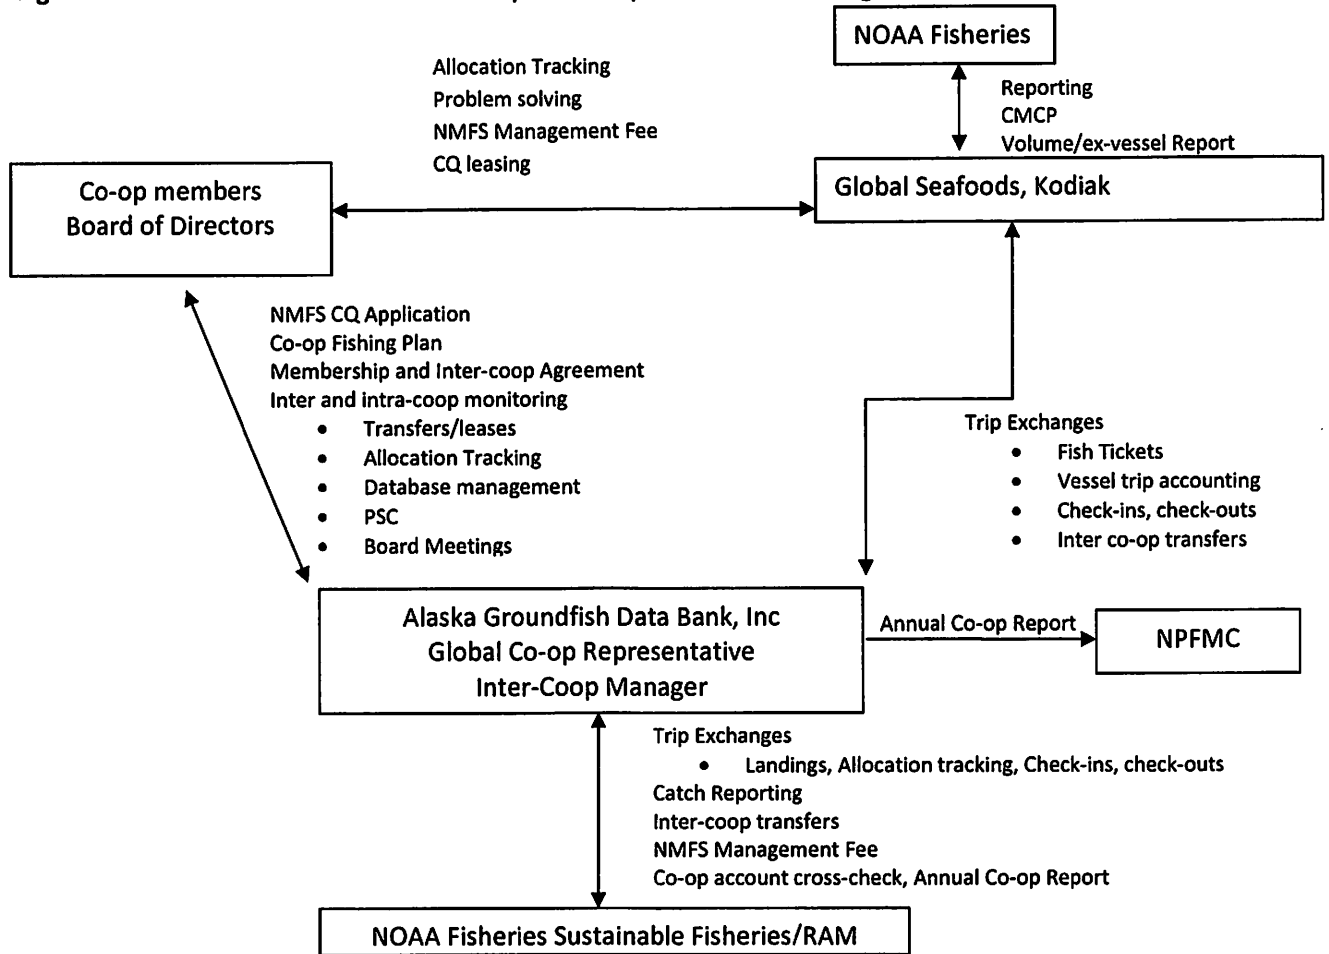 NOAA Fisheries
Allocation Tracking
Problem solving
NMFS Management Fee
CQ leasing
Reporting
CMCP
Volume/ex-vessel Report
Co-op members
Board of Directors
Global Seafoods, Kodiak
NMFS CQ Application
Co-op Fishing Plan
Membership and Inter-coop Agreement
Inter and intra-coop monitoring
• Transfers/leases
• Allocation Tracking
• Database management
• PSC
• Board Meetings
Trip Exchanges
• Fish Tickets
• Vessel trip accounting
• Check-ins, check-outs
• Inter co-op transfers
Alaska Groundfish Data Bank, Inc
Global Co-op Representative
Inter-Coop Manager
Annual Co-op Report
NPFMC
Trip Exchanges
• Landings, Allocation tracking, Check-ins, check-outs
Catch Reporting
Inter-coop transfers
NMFS Management Fee
Co-op account cross-check, Annual Co-op Report
NOAA Fisheries Sustainable Fisheries/RAM